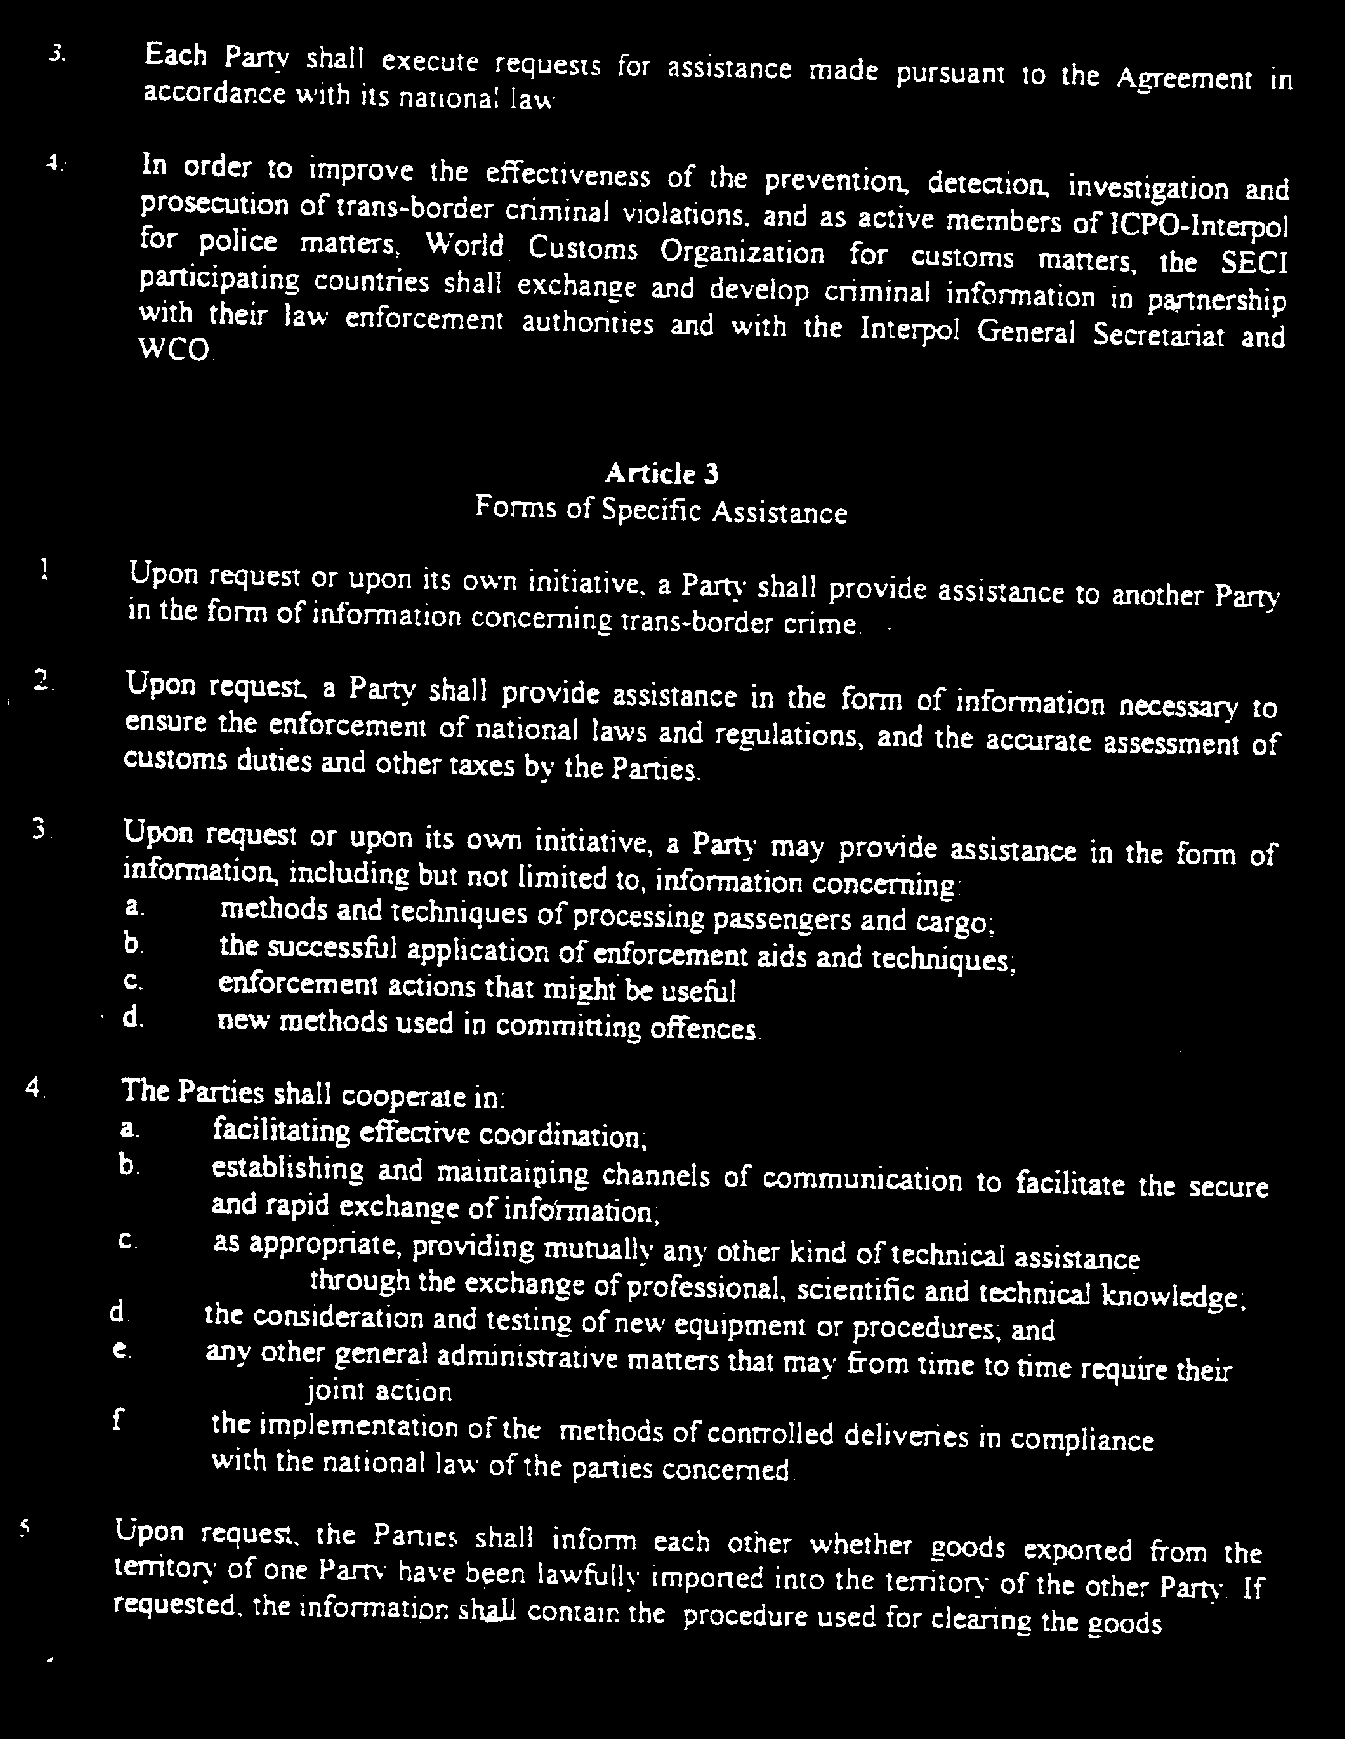 3. Each Party shall execute requests for assistance made pursuant to the Agreement in
accordance with its national law
4. In order to improve the effectiveness of the prevention, detection, investigation and
prosecution of trans-border criminal violations, and as active members of ICPO-Interpol
for police matters, World Customs Organization for customs matters, the SECI
participating countries shall exchange and develop criminal information in partnership
with their law enforcement authorities and with the Interpol General Secretariat and
WCO.
Article 3
Forms of Specific Assistance
1 Upon request or upon its own initiative, a Party shall provide assistance to another Party
in the form of information concerning trans-border crime.
2. Upon request, a Party shall provide assistance in the form of information necessary to
ensure the enforcement of national laws and regulations, and the accurate assessment of
customs duties and other taxes by the Parties.
3. Upon request or upon its own initiative, a Party may provide assistance in the form of
information, including but not limited to, information concerning:
a. methods and techniques of processing passengers and cargo;
b. the successful application of enforcement aids and techniques;
c. enforcement actions that might be useful
d. new methods used in committing offences.
4. The Parties shall cooperate in:
a. facilitating effective coordination;
b. establishing and maintaining channels of communication to facilitate the secure
and rapid exchange of information;
c. as appropriate, providing mutually any other kind of technical assistance
through the exchange of professional, scientific and technical knowledge;
d. the consideration and testing of new equipment or procedures; and
e. any other general administrative matters that may from time to time require their
joint action
f the implementation of the methods of controlled deliveries in compliance
with the national law of the parties concerned.
5 Upon request, the Parties shall inform each other whether goods exported from the
territory of one Party have been lawfully imported into the territory of the other Party. If
requested, the information shall contain the procedure used for clearing the goods